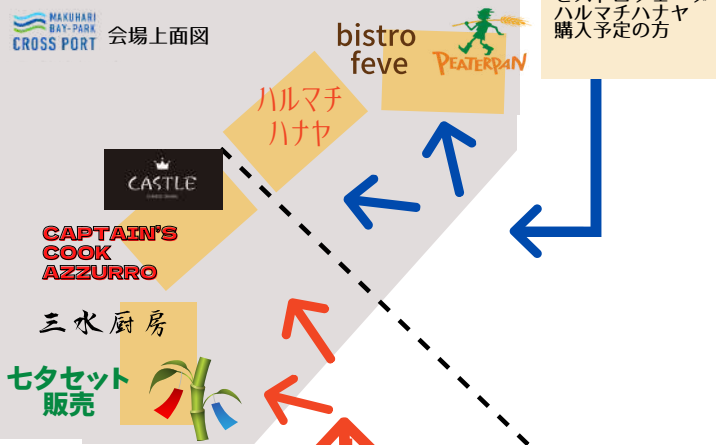 MAKUHARI
BAY-PARK
CROSS PORT
会場上面図
bistro
feve
PEATERPAN
ハルマチハナヤ
購入予定の方
ハルマチ
ハナヤ
CASTLE
CAPTAIN'S
COOK
AZZURRO
三水厨房
七夕セット
販売